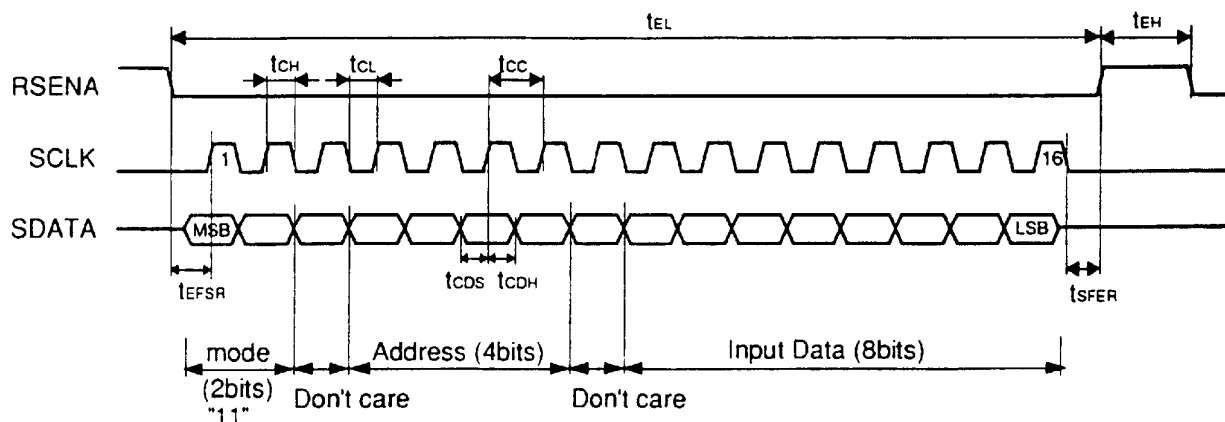 tEL tEH
tCH tCL tCC
RSENA
SCLK 1 16
SDATA MSB LSB
tCDS tCDH
tEFSR tSFER
mode Address (4bits) Input Data (8bits)
(2bits) Don't care Don't care
"11"